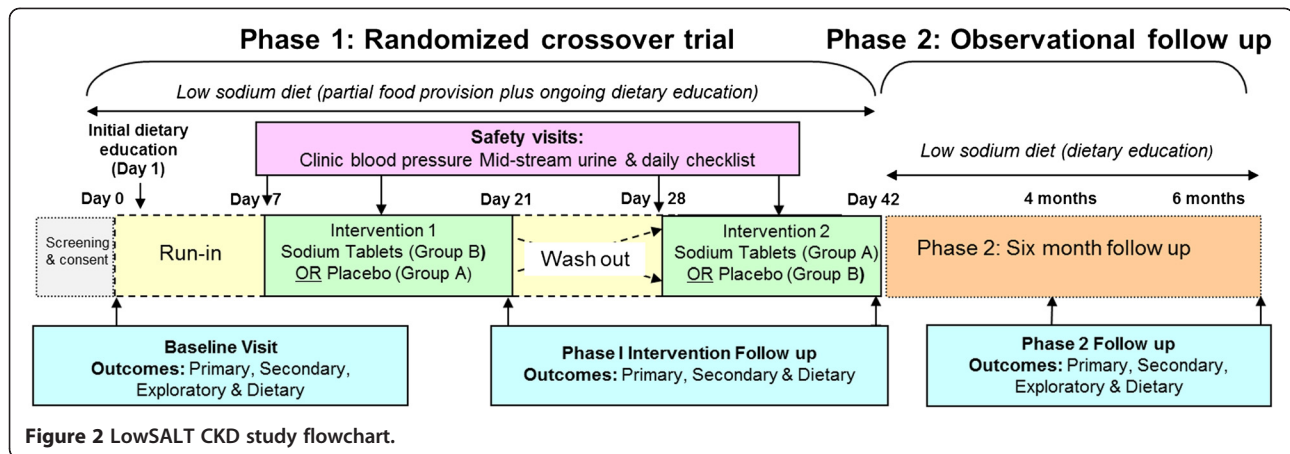 Phase 1: Randomized crossover trial
Phase 2: Observational follow up
Low sodium diet (partial food provision plus ongoing dietary education)
Initial dietary
education
(Day 1)
Safety visits:
Clinic blood pressure Mid-stream urine & daily checklist
Low sodium diet (dietary education)
Day 0
Day 7
Day 21
Day 28
Day 42
4 months
6 months
Screening
& consent
Run-in
Intervention 1
Sodium Tablets (Group B)
OR Placebo (Group A)
Wash out
Intervention 2
Sodium Tablets (Group A)
OR Placebo (Group B)
Phase 2: Six month follow up
Baseline Visit
Outcomes: Primary, Secondary,
Exploratory & Dietary
Phase I Intervention Follow up
Outcomes: Primary, Secondary & Dietary
Phase 2 Follow up
Outcomes: Primary, Secondary,
Exploratory & Dietary
Figure 2 LowSALT CKD study flowchart.